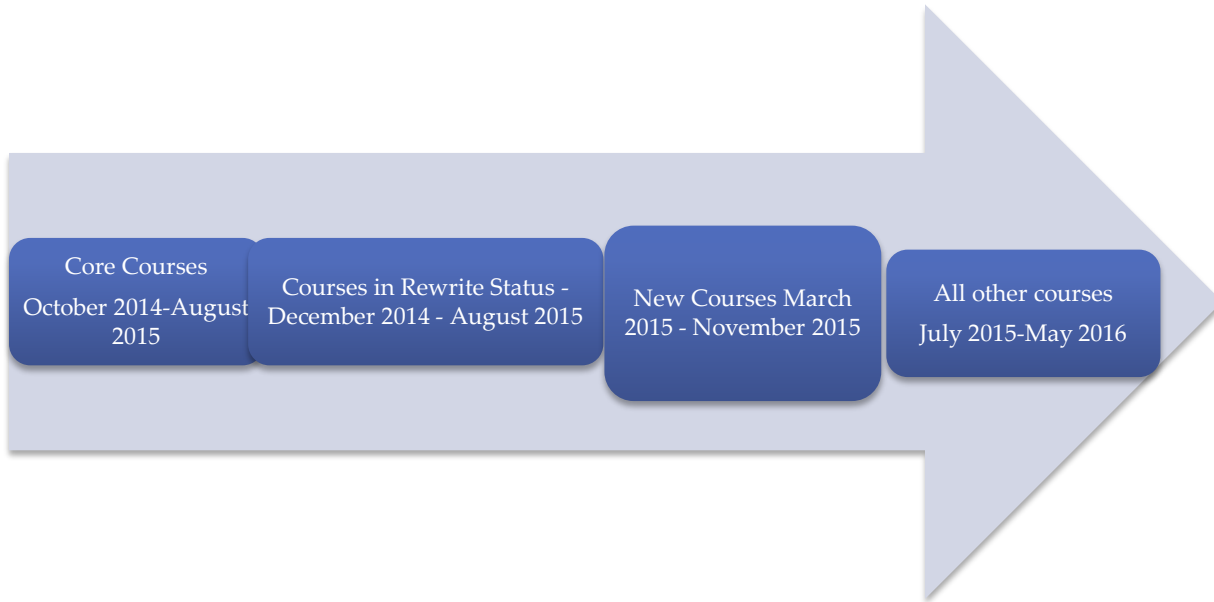 Core Courses
October 2014-August
2015
Courses in Rewrite Status -
December 2014 - August 2015
New Courses March
2015 - November 2015
All other courses
July 2015-May 2016